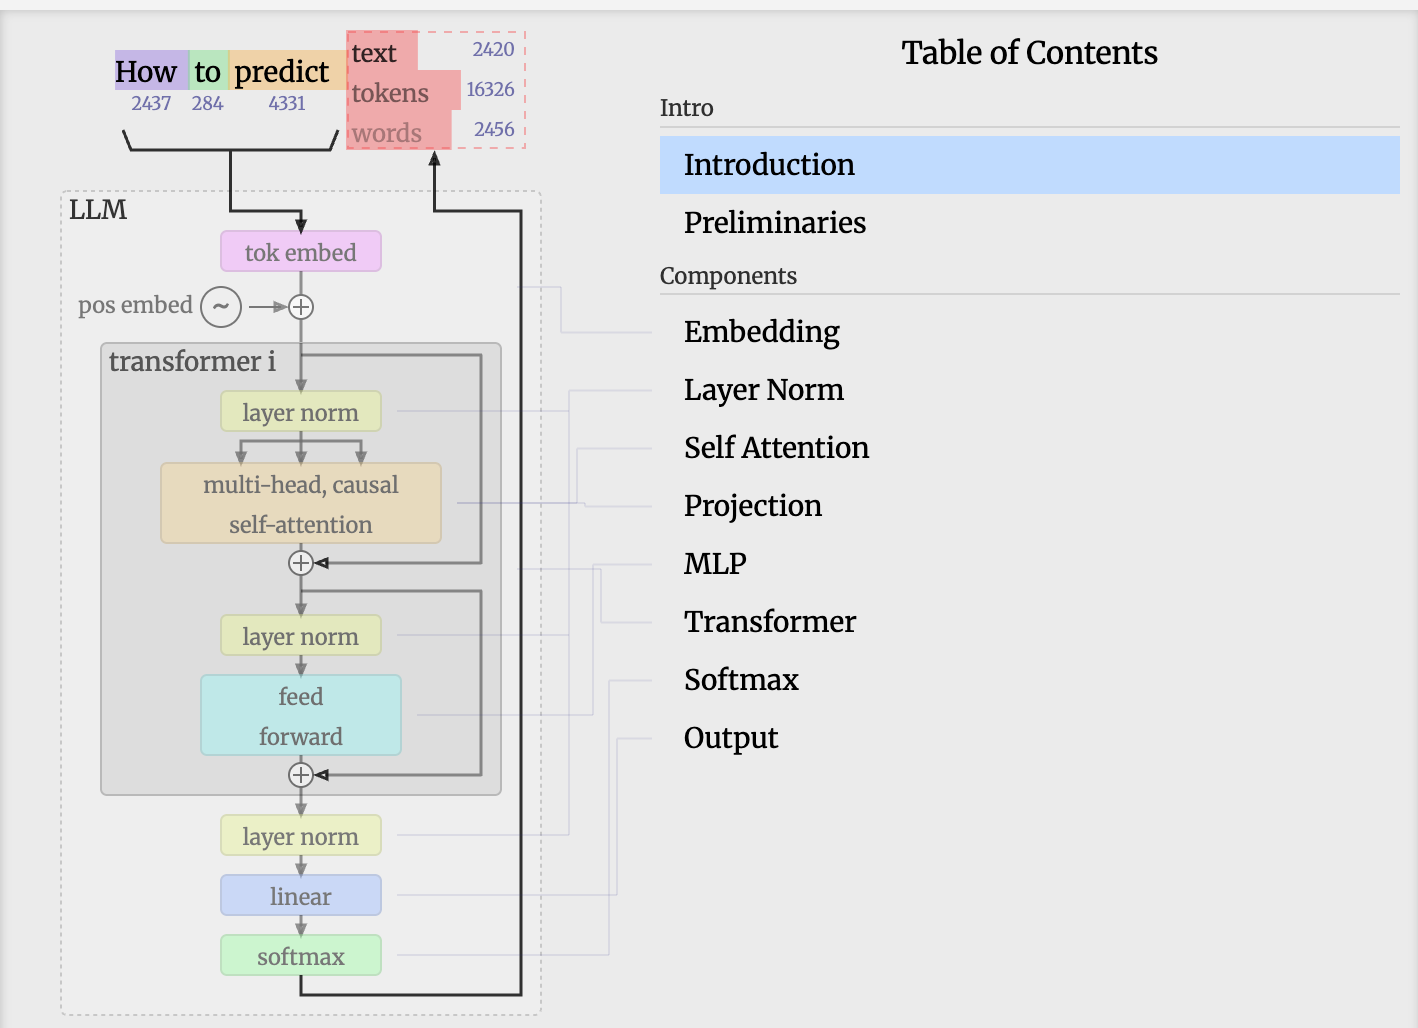 How to predict
2437 284 4331
text 2420
tokens 16326
words 2456
LLM
tok embed
pos embed ~
transformer i
layer norm
multi-head, causal
self-attention
layer norm
feed
forward
layer norm
linear
softmax
Table of Contents
Intro
Introduction
Preliminaries
Components
Embedding
Layer Norm
Self Attention
Projection
MLP
Transformer
Softmax
Output